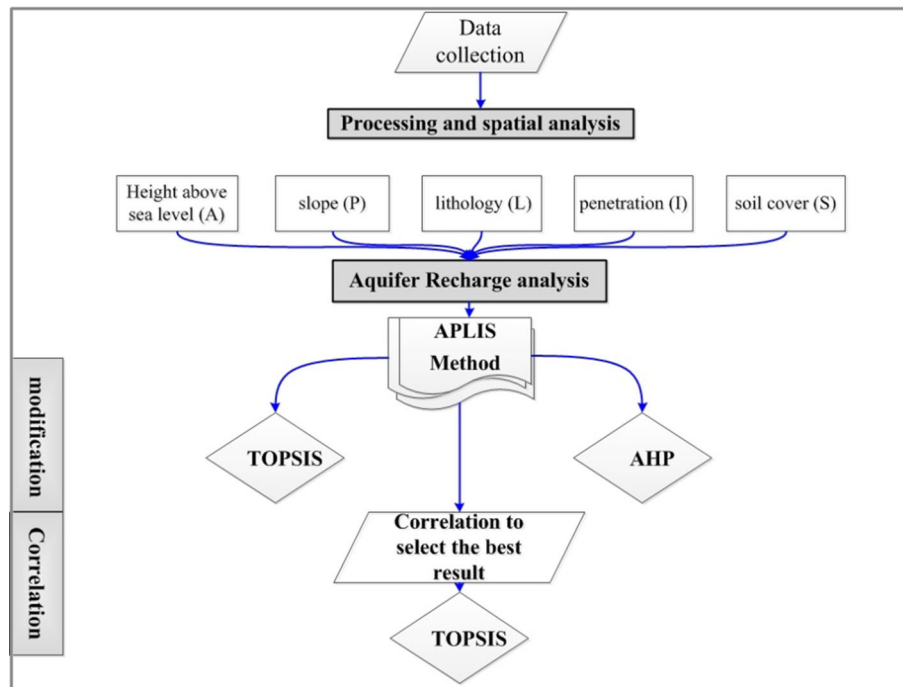 Data
collection
Processing and spatial analysis
Height above
sea level (A)
slope (P)
lithology (L)
penetration (I)
soil cover (S)
Aquifer Recharge analysis
APLIS
Method
modification
TOPSIS
AHP
Correlation
Correlation to
select the best
result
TOPSIS